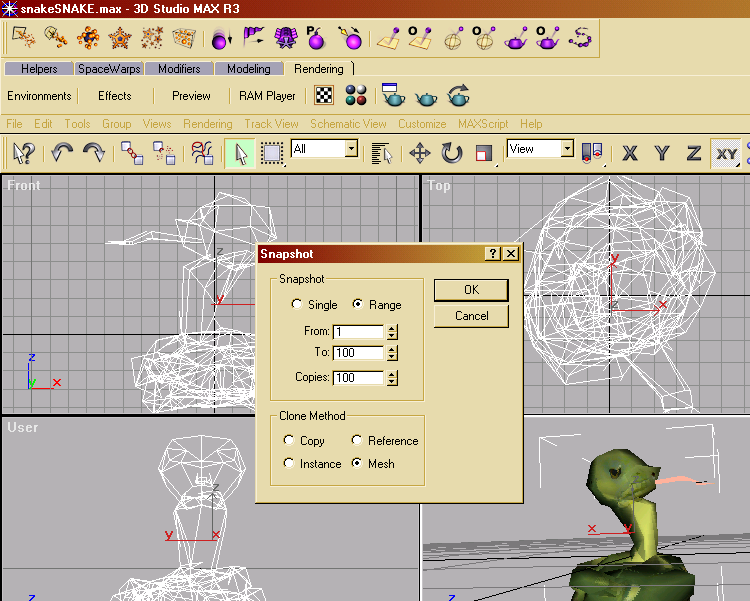 snakeSNAKE.max - 3D Studio MAX R3
Helpers SpaceWarps Modifiers Modeling Rendering
Environments Effects Preview RAM Player
File Edit Tools Group Views Rendering Track View Schematic View Customize MAXScript Help
All View X Y Z XY
Front
Top
Snapshot
Snapshot
Single Range
From: 1
To: 100
Copies: 100
OK
Cancel
Clone Method
Copy Reference
Instance Mesh
z
y
x
z
y
x
y
z
x
User
z
y
x
z
x
y
z